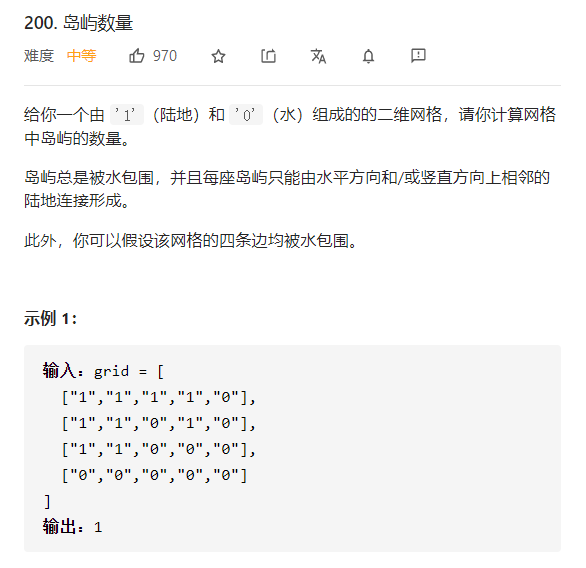 200. 岛屿数量
难度 中等 970
给你一个由 '1' （陆地）和 '0' （水）组成的的二维网格，请你计算网格
中岛屿的数量。
岛屿总是被水包围，并且每座岛屿只能由水平方向和/或竖直方向上相邻的
陆地连接形成。
此外，你可以假设该网格的四条边均被水包围。
示例 1：
输入：grid = [
["1","1","1","1","0"],
["1","1","0","1","0"],
["1","1","0","0","0"],
["0","0","0","0","0"]
]
输出：1